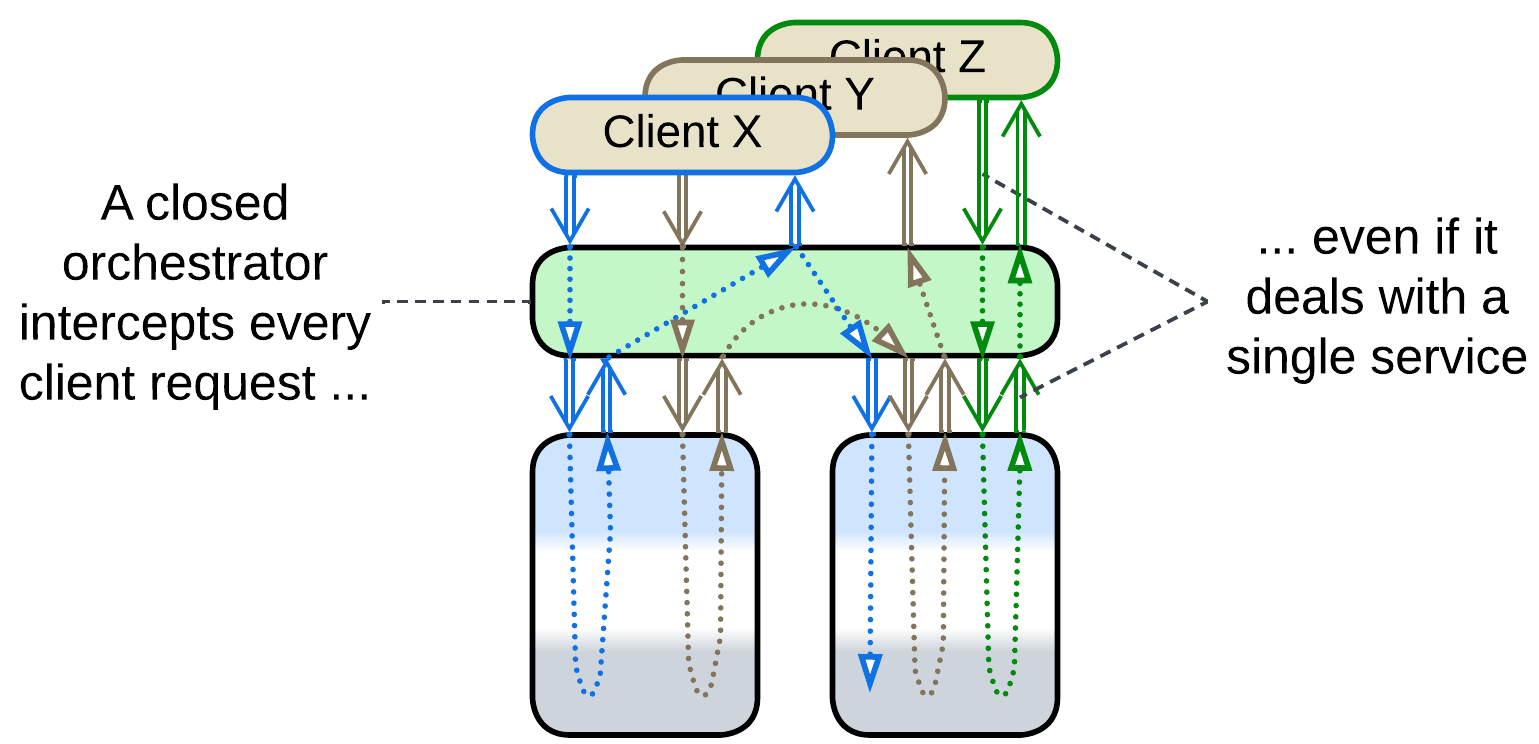 Client Z
Client Y
Client X
A closed
orchestrator
intercepts every
client request ...
... even if it
deals with a
single service